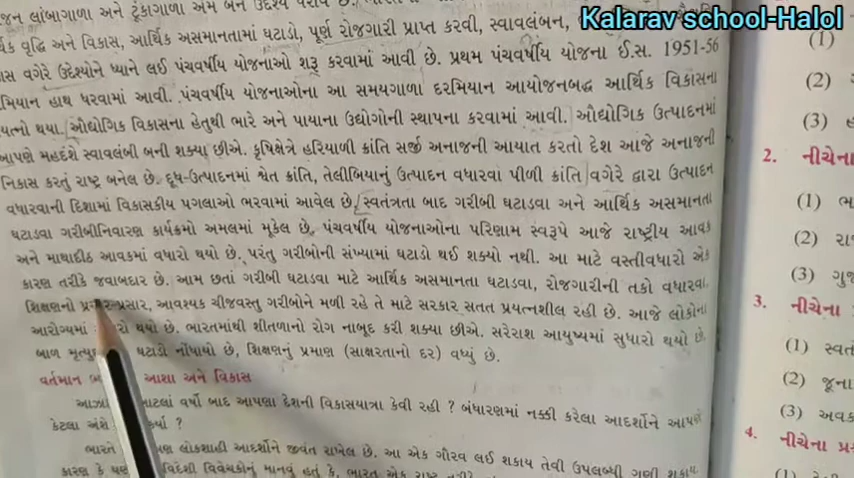 Kalarav school-Halol
લાંબાગાળા અને ટૂંકાગાળા એમ બન
વૃદ્ધિ અને વિકાસ, આર્થિક અસમાનતામાં ઘટાડો, પૂર્ણ રોજગારી પ્રાપ્ત કરવી, સ્વાવલંબન,
વગેરે ઉદ્દેશ્યોને ધ્યાને લઈ પંચવર્ષીય યોજનાઓ શરૂ કરવામાં આવી છે. પ્રથમ પંચવર્ષીય યોજના ઈ.સ. 1951-56
હાથ ધરવામાં આવી. પંચવર્ષીય યોજનાઓના આ સમયગાળા દરમિયાન આયોજનબદ્ધ આર્થિક વિકાસના
થયા. ઔદ્યોગિક વિકાસના હેતુથી ભારે અને પાયાના ઉદ્યોગોની સ્થાપના કરવામાં આવી. ઔદ્યોગિક ઉત્પાદનમાં
આપણે મહદંશે સ્વાવલંબી બની શક્યા છીએ. કૃષિક્ષેત્રે હરિયાળી ક્રાંતિ સર્જી અનાજની આયાત કરતો દેશ આજે અનાજની
નિકાસ કરતું રાષ્ટ્ર બનેલ છે. દૂધ-ઉત્પાદનમાં શ્વેત ક્રાંતિ, તેલીબિયાંનું ઉત્પાદન વધારવા પીળી ક્રાંતિ વગેરે દ્વારા ઉત્પાદન
વધારવાની દિશામાં વિકાસકીય પગલાઓ ભરવામાં આવેલ છે. સ્વતંત્રતા બાદ ગરીબી ઘટાડવા અને આર્થિક અસમાનતા
ઘટાડવા ગરીબીનિવારણ કાર્યક્રમો અમલમાં મૂકેલ છે. પંચવર્ષીય યોજનાઓના પરિણામ સ્વરૂપે આજે રાષ્ટ્રીય આવક
અને માથાદીઠ આવકમાં વધારો થયો છે. પરંતુ ગરીબોની સંખ્યામાં ઘટાડો થઈ શક્યો નથી. આ માટે વસ્તીવધારો એક
કારણ તરીકે જવાબદાર છે. આમ છતાં ગરીબી ઘટાડવા માટે આર્થિક અસમાનતા ઘટાડવા, રોજગારીની તકો વધારવા,
શિક્ષણનો પ્રચાર-પ્રસાર, આવશ્યક ચીજવસ્તુ ગરીબોને મળી રહે તે માટે સરકાર સતત પ્રયત્નશીલ રહી છે. આજે લોકોના
આરોગ્યમાં થયો છે. ભારતમાંથી શીતળાનો રોગ નાબૂદ કરી શક્યા છીએ. સરેરાશ આયુષ્યમાં સુધારો થયો છે.
બાળ ઘટાડો નોંધાયો છે, શિક્ષણનું પ્રમાણ (સાક્ષરતાનો દર) વધ્યું છે.
વર્તમાન આશા અને વિકાસ
વર્ષો બાદ આપણા દેશની વિકાસયાત્રા કેવી રહી ? બંધારણમાં નક્કી કરેલા આદર્શોને આપણે
કેટલા અંશે ?
લોકશાહી આદર્શોને જીવંત રાખેલ છે. આ એક ગૌરવ લઈ શકાય તેવી ઉપલબ્ધી ગણી શકાય
કારણ કે વિદેશી વિવેચકોનું માનવું હતું કે, ભારત એક રાષ્ટ્ર
(1)
(2)
(3)
2. નીચેના
(1)
(2)
(3)
3. નીચેના
(1)
(2) જૂના
(3)
4. નીચેના
(1)